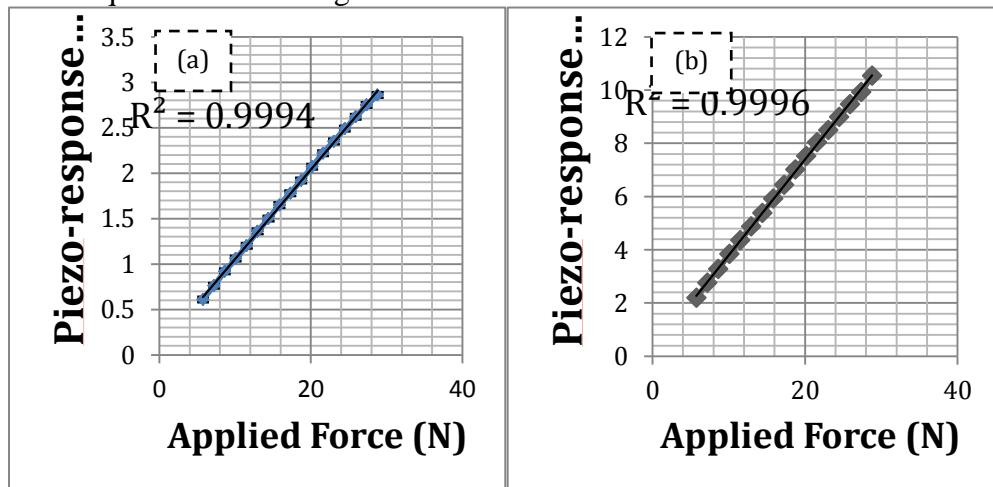 Piezo-response...
3.5
3
2.5
2
1.5
1
0.5
0
(a)
R² = 0.9994
0 20 40
Applied Force (N)
Piezo-response...
12
10
8
6
4
2
0
(b)
R² = 0.9996
0 20 40
Applied Force (N)